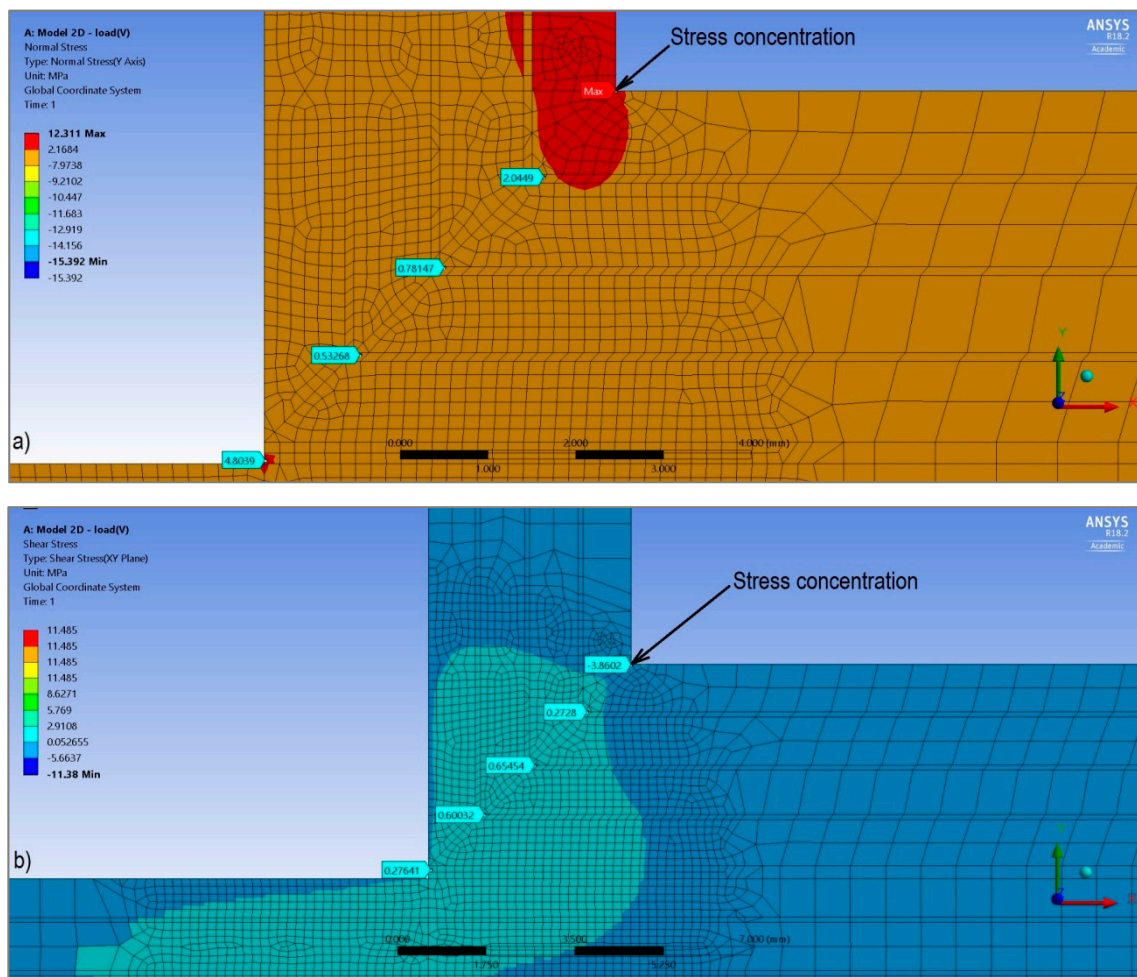 A: Model 2D - load(V)
Normal Stress
Type: Normal Stress(Y Axis)
Unit: MPa
Global Coordinate System
Time: 1
12.311 Max
2.1684
-7.9738
-9.2102
-10.447
-11.683
-12.919
-14.156
-15.392 Min
-15.392
Stress concentration
ANSYS
R18.2
Academic
Max
2.0449
0.78147
0.53268
4.8039
Y
Z
X
0.000
2.000
4.000 (mm)
1.000
3.000
a)
A: Model 2D - load(V)
Shear Stress
Type: Shear Stress(XY Plane)
Unit: MPa
Global Coordinate System
Time: 1
11.485
11.485
11.485
11.485
8.6271
5.769
2.9108
0.052655
-5.6637
-11.38 Min
Stress concentration
ANSYS
R18.2
Academic
-3.8602
0.2728
0.65454
0.60032
0.27641
Y
Z
0.000
3.500
7.000 (mm)
1.750
5.250
b)